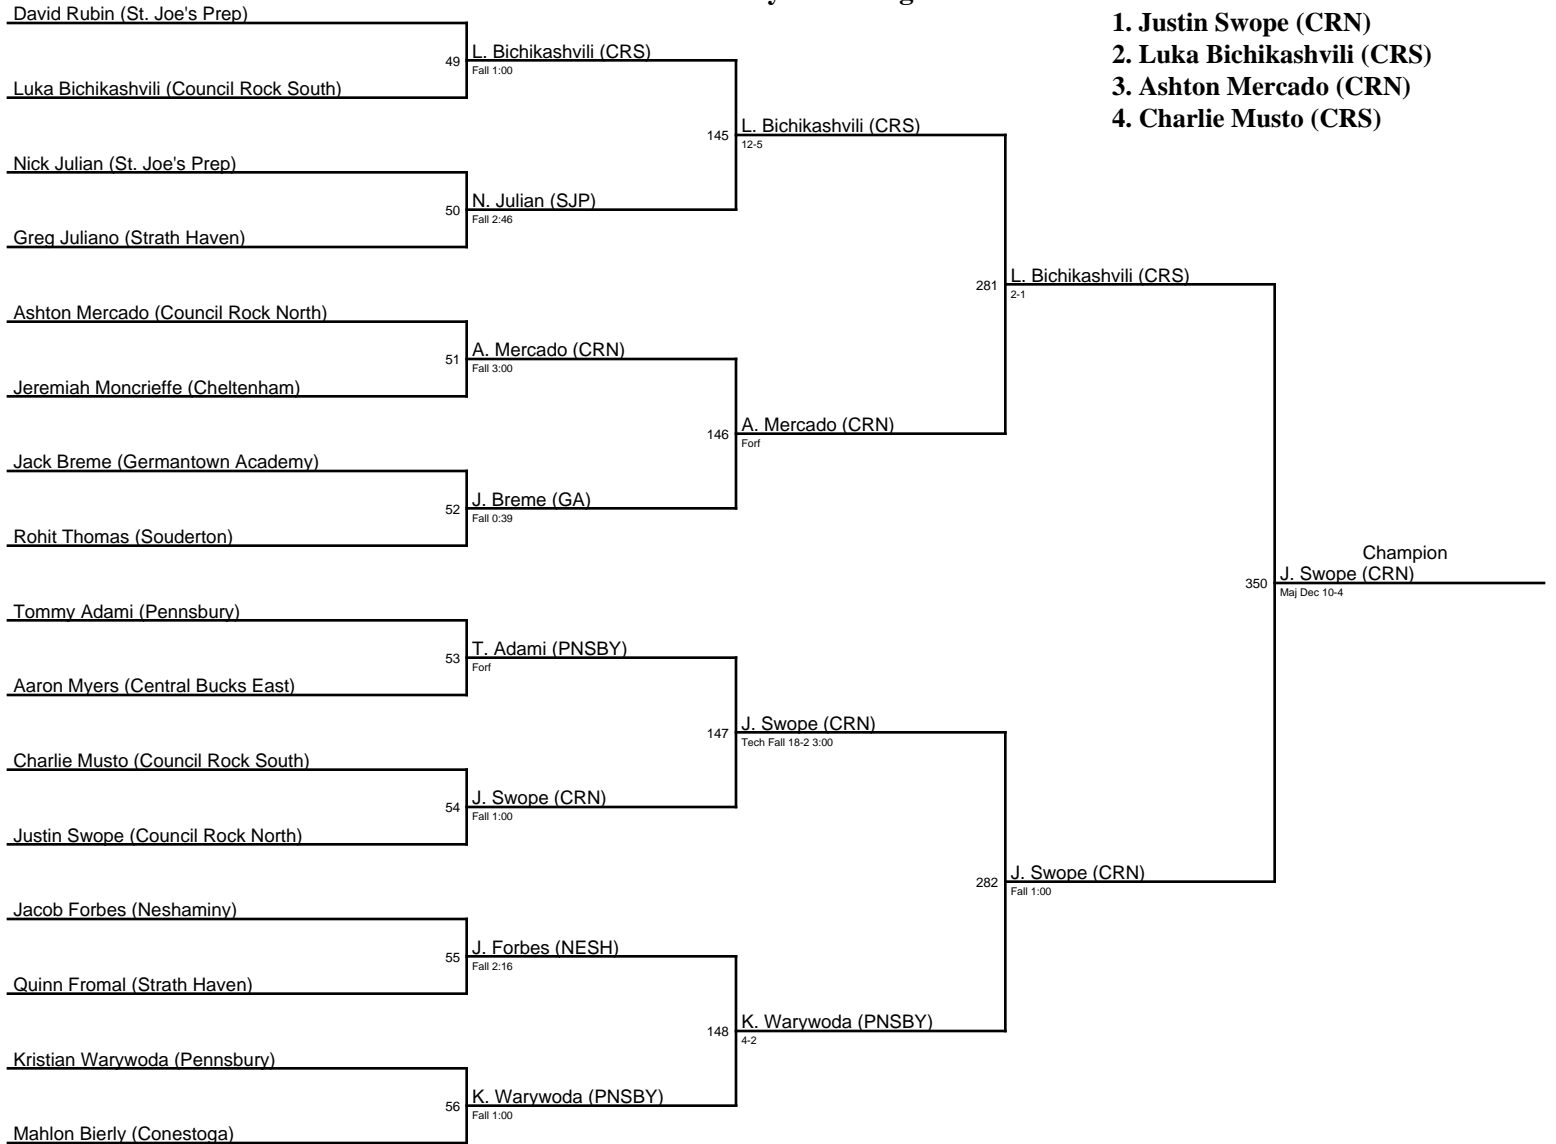 David Rubin (St. Joe's Prep)
1. Justin Swope (CRN)
2. Luka Bichikashvili (CRS)
3. Ashton Mercado (CRN)
4. Charlie Musto (CRS)
49
L. Bichikashvili (CRS)
Fall 1:00
Luka Bichikashvili (Council Rock South)
145
L. Bichikashvili (CRS)
12-5
Nick Julian (St. Joe's Prep)
50
N. Julian (SJP)
Fall 2:46
Greg Juliano (Strath Haven)
281
L. Bichikashvili (CRS)
2-1
Ashton Mercado (Council Rock North)
51
A. Mercado (CRN)
Fall 3:00
Jeremiah Moncrieffe (Cheltenham)
146
A. Mercado (CRN)
Forf
Jack Breme (Germantown Academy)
52
J. Breme (GA)
Fall 0:39
Rohit Thomas (Souderton)
Champion
350
J. Swope (CRN)
Maj Dec 10-4
Tommy Adami (Pennsbury)
53
T. Adami (PNSBY)
Forf
Aaron Myers (Central Bucks East)
147
J. Swope (CRN)
Tech Fall 18-2 3:00
Charlie Musto (Council Rock South)
54
J. Swope (CRN)
Fall 1:00
Justin Swope (Council Rock North)
282
J. Swope (CRN)
Fall 1:00
Jacob Forbes (Neshaminy)
55
J. Forbes (NESH)
Fall 2:16
Quinn Fromal (Strath Haven)
148
K. Warywoda (PNSBY)
4-2
Kristian Warywoda (Pennsbury)
56
K. Warywoda (PNSBY)
Fall 1:00
Mahlon Bierly (Conestoga)